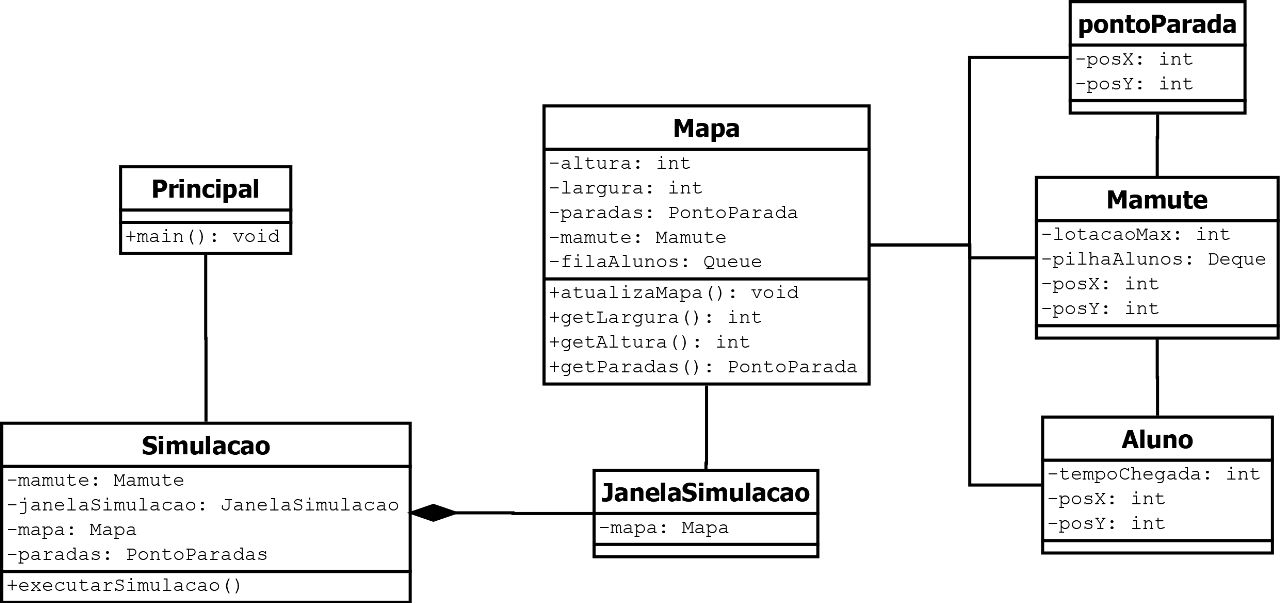 Principal
+main(): void
Simulacao
-mamute: Mamute
-janelaSimulacao: JanelaSimulacao
-mapa: Mapa
-paradas: PontoParadas
+executarSimulacao()
Mapa
-altura: int
-largura: int
-paradas: PontoParada
-mamute: Mamute
-filaAlunos: Queue
+atualizaMapa(): void
+getLargura(): int
+getAltura(): int
+getParadas(): PontoParada
JanelaSimulacao
-mapa: Mapa
pontoParada
-posX: int
-posY: int
Mamute
-lotacaoMax: int
-pilhaAlunos: Deque
-posX: int
-posY: int
Aluno
-tempoChegada: int
-posX: int
-posY: int